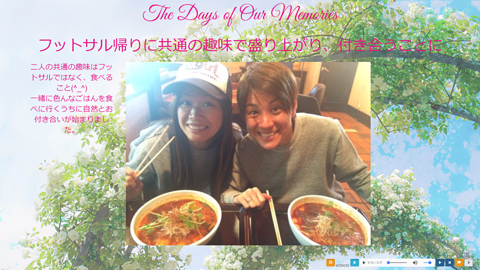 The Days of Our Memories
フットサル帰りに共通の趣味で盛り上がり、付き合うことに
二人の共通の趣味はフッ
トサルではなく、食べる
こと(^_^)
一緒に色んなごはんを食
べに行くうちに自然とお
付き合いが始まりまし
た。